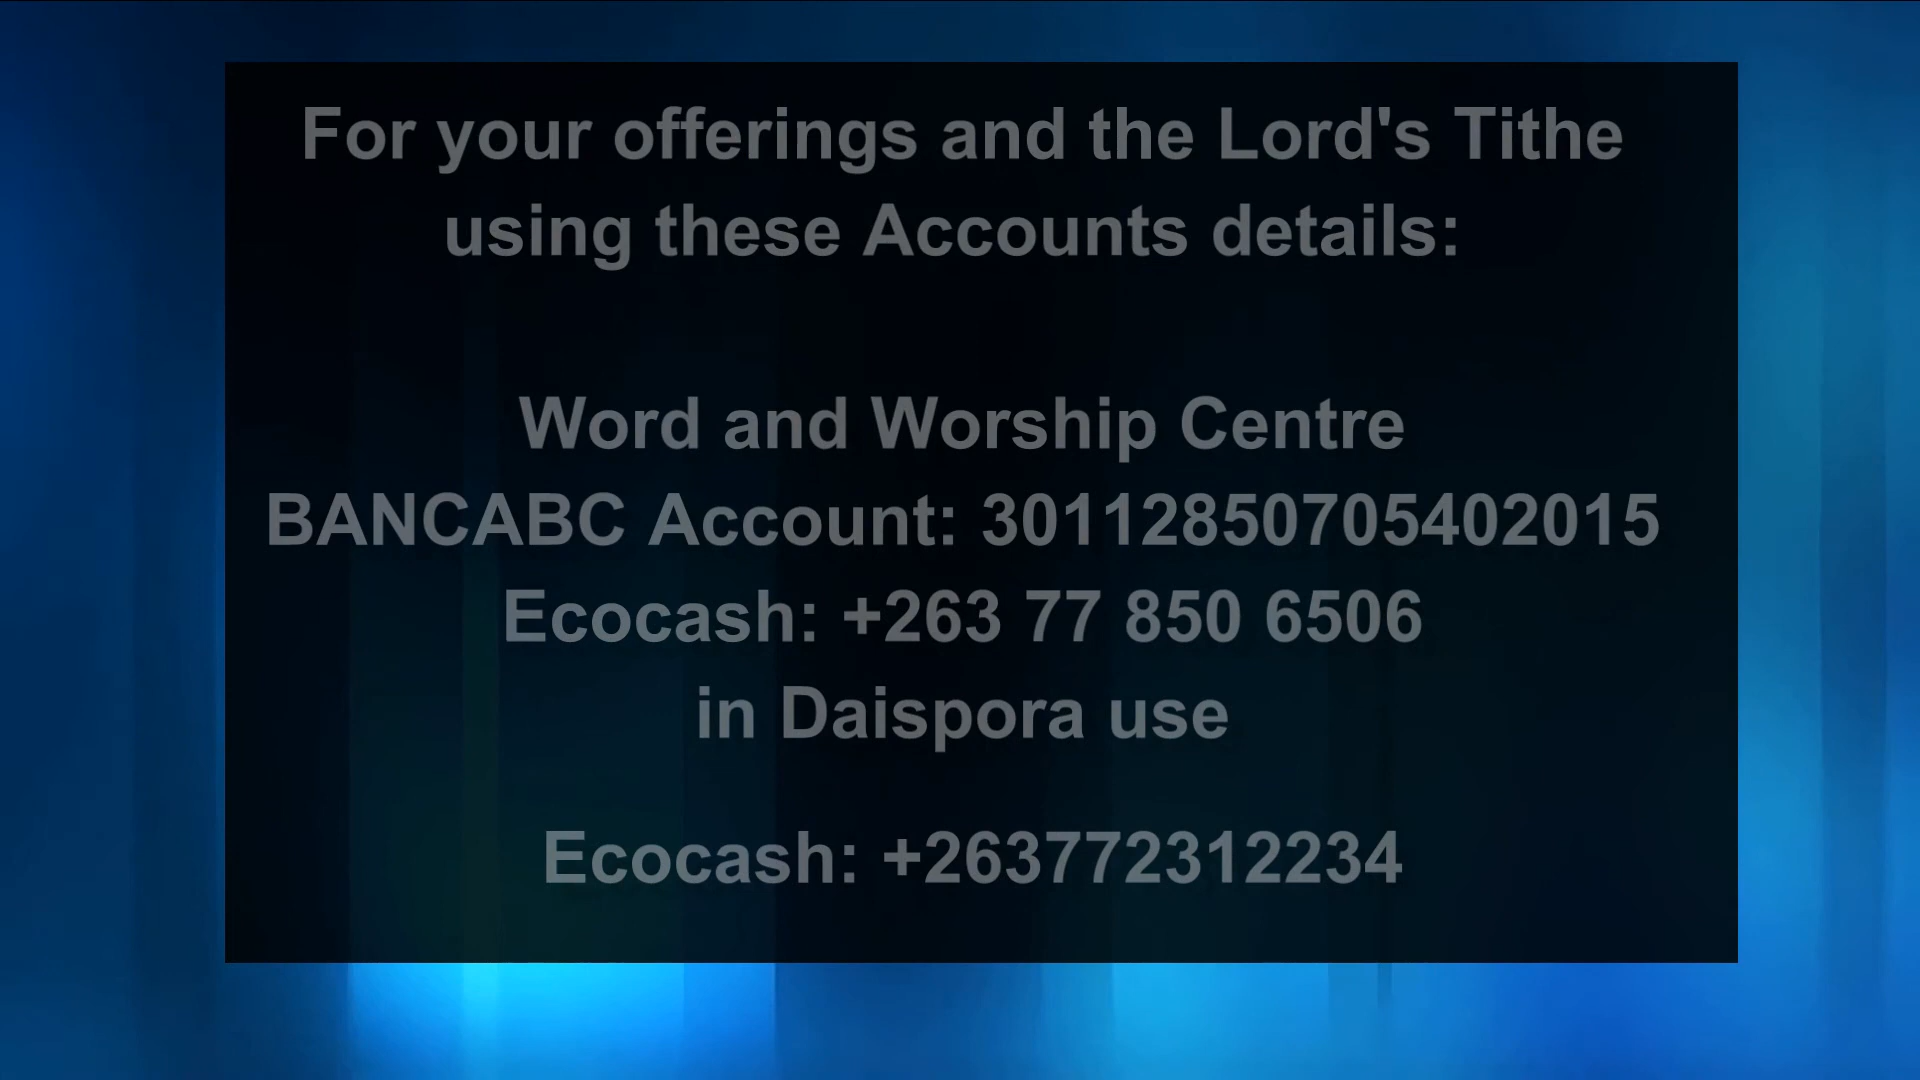 For your offerings and the Lord's Tithe
using these Accounts details:
Word and Worship Centre
BANCABC Account: 30112850705402015
Ecocash: +263 77 850 6506
in Daispora use
Ecocash: +263772312234